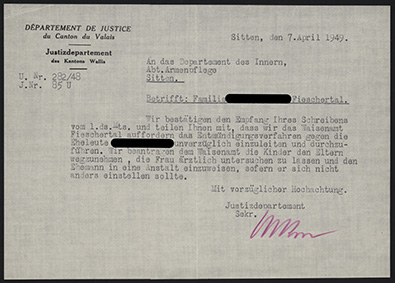 DÉPARTEMENT DE JUSTICE
du Canton du Valais
Justizdepartement
des Kantons Wallis
U. Nr. 282/48
J.Nr. 85 U
Sitten, den 7.April 1949.
An das Departement des Innern,
Abt.Armenpflege
Sitten.
Betrifft: Familie Fieschertal.
Wir bestätigen den Empfang Ihres Schreibens
vom 1.ds.-ts. und teilen Ihnen mit, dass wir das Waisenamt
Fieschertal auffordern das Entmündigungsverfahren gegen die
Eheleute unverzüglich einzuleiten und durchzu-
führen. Wir beantragen dem Waisenamt die Kinder den Eltern
wegzunehmen, die Frau ärztlich untersuchen zu lassen und den
Ehemann in eine Anstalt einzuweisen, sofern er sich nicht
anders einstellen sollte.
Mit vorzüglicher Hochachtung.
Justizdepartement
Sekr.